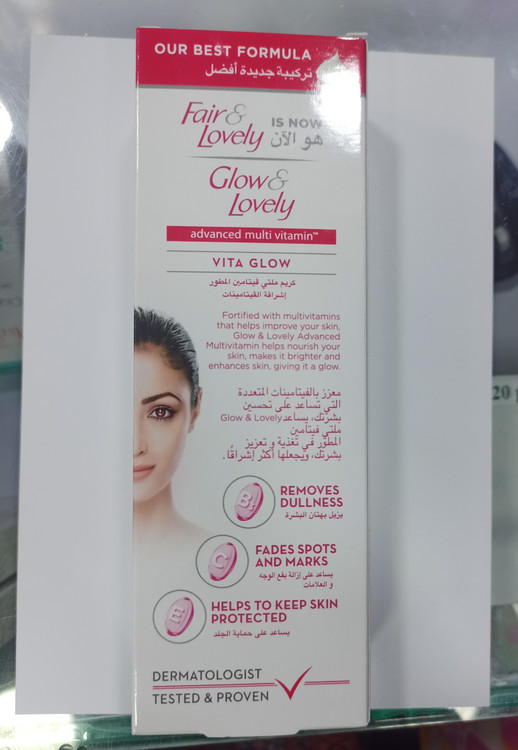 OUR BEST FORMULA
تركيبة جديدة أفضل
Fair &
Lovely
IS NOW
هو الآن
Glow &
Lovely
advanced multi vitamin™
VITA GLOW
كريم ملتي فيتامين المطور
إشراقة الفيتامينات
Fortified with multivitamins
that helps improve your skin,
Glow & Lovely Advanced
Multivitamin helps nourish your
skin, makes it brighter and
enhances skin, giving it a glow.
معزز بالفيتامينات المتعددة
التي تساعد على تحسين
بشرتك، يساعد Glow & Lovely
ملتي فيتامين
المطور في تغذية و تعزيز
بشرتك، ويجعلها أكثر إشراقًا.
B3
REMOVES
DULLNESS
يزيل بهتان البشرة
C
FADES SPOTS
AND MARKS
يساعد على إزالة بقع الوجه
و العلامات
E
HELPS TO KEEP SKIN
PROTECTED
يساعد على حماية الجلد
DERMATOLOGIST
TESTED & PROVEN
20